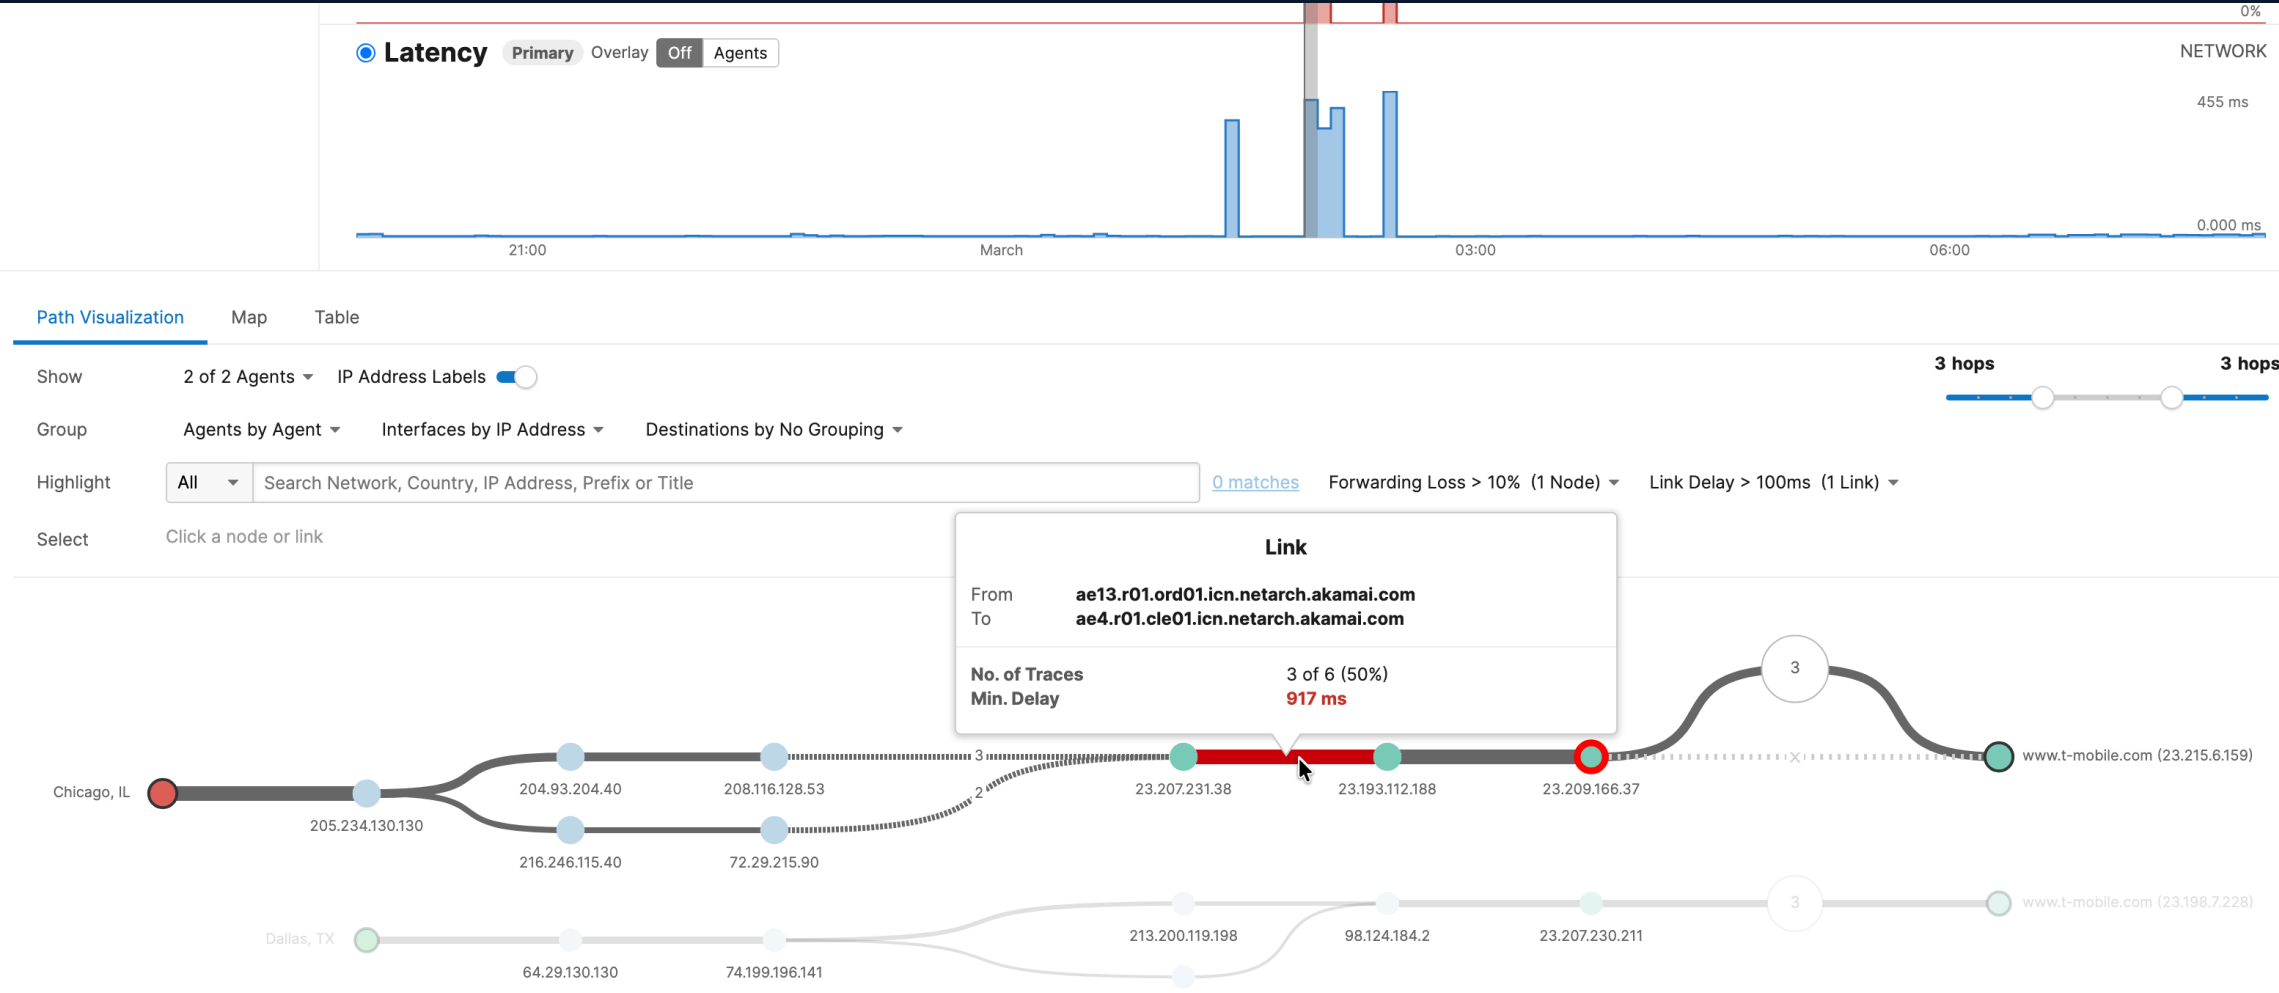 0%
Latency Primary Overlay Off Agents
NETWORK
455 ms
0.000 ms
21:00 March 03:00 06:00
Path Visualization Map Table
Show 2 of 2 Agents IP Address Labels
3 hops 3 hops
Group Agents by Agent Interfaces by IP Address Destinations by No Grouping
Highlight All Search Network, Country, IP Address, Prefix or Title 0 matches Forwarding Loss > 10% (1 Node) Link Delay > 100ms (1 Link)
Select Click a node or link
Link
From ae13.r01.ord01.icn.netarch.akamai.com
To ae4.r01.cle01.icn.netarch.akamai.com
No. of Traces 3 of 6 (50%)
Min. Delay 917 ms
3
3
x
www.t-mobile.com (23.215.6.159)
204.93.204.40 208.116.128.53 23.207.231.38 23.193.112.188 23.209.166.37
Chicago, IL
2
205.234.130.130
216.246.115.40 72.29.215.90
3
www.t-mobile.com (23.198.7.228)
Dallas, TX
213.200.119.198 98.124.184.2 23.207.230.211
64.29.130.130 74.199.196.141